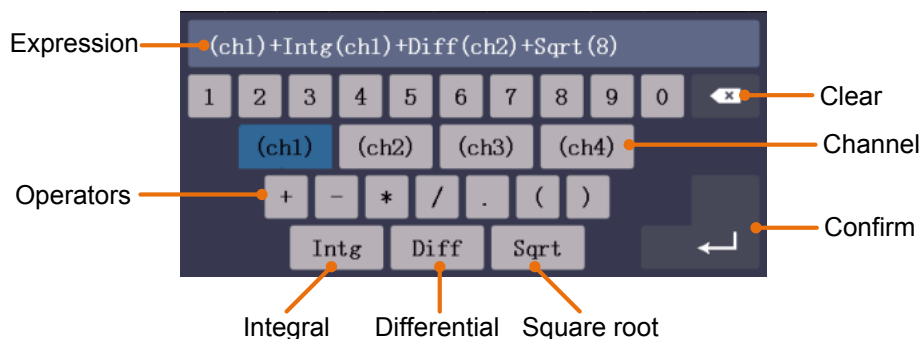 Expression (ch1)+Intg(ch1)+Diff(ch2)+Sqrt(8)
1 2 3 4 5 6 7 8 9 0 Clear
(ch1) (ch2) (ch3) (ch4) Channel
Operators + - * / . ( )
Confirm
Intg Diff Sqrt
Integral Differential Square root